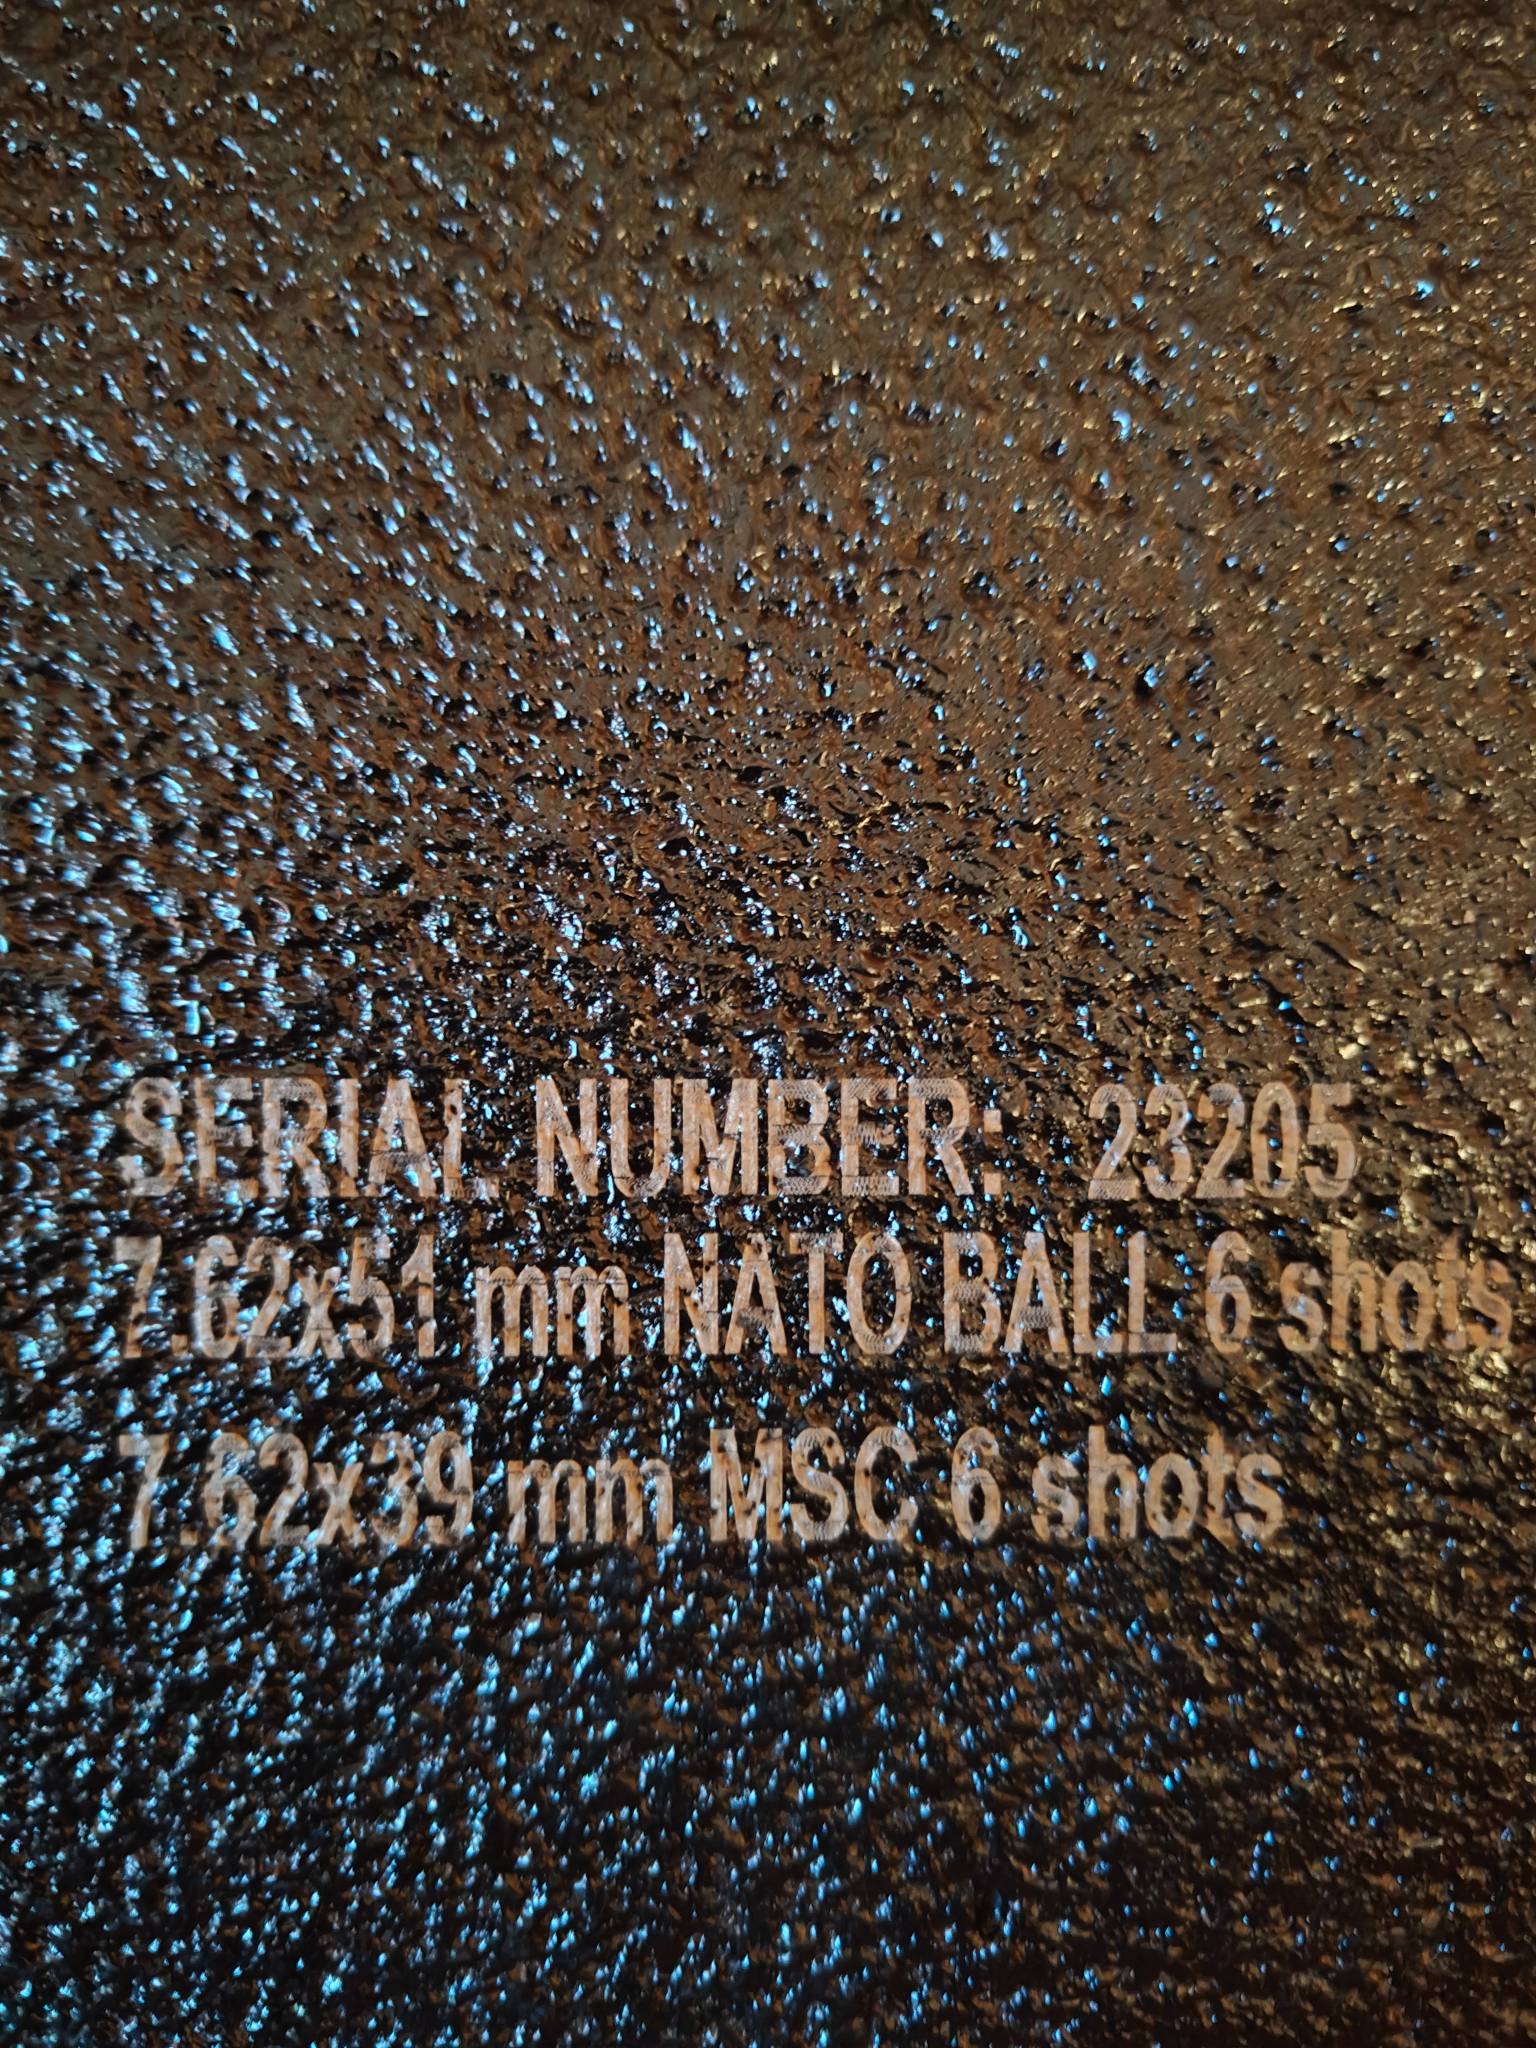 SERIAL NUMBER: 23205
7.62x51 mm NATO BALL 6 shots
7.62x39 mm MSC 6 shots